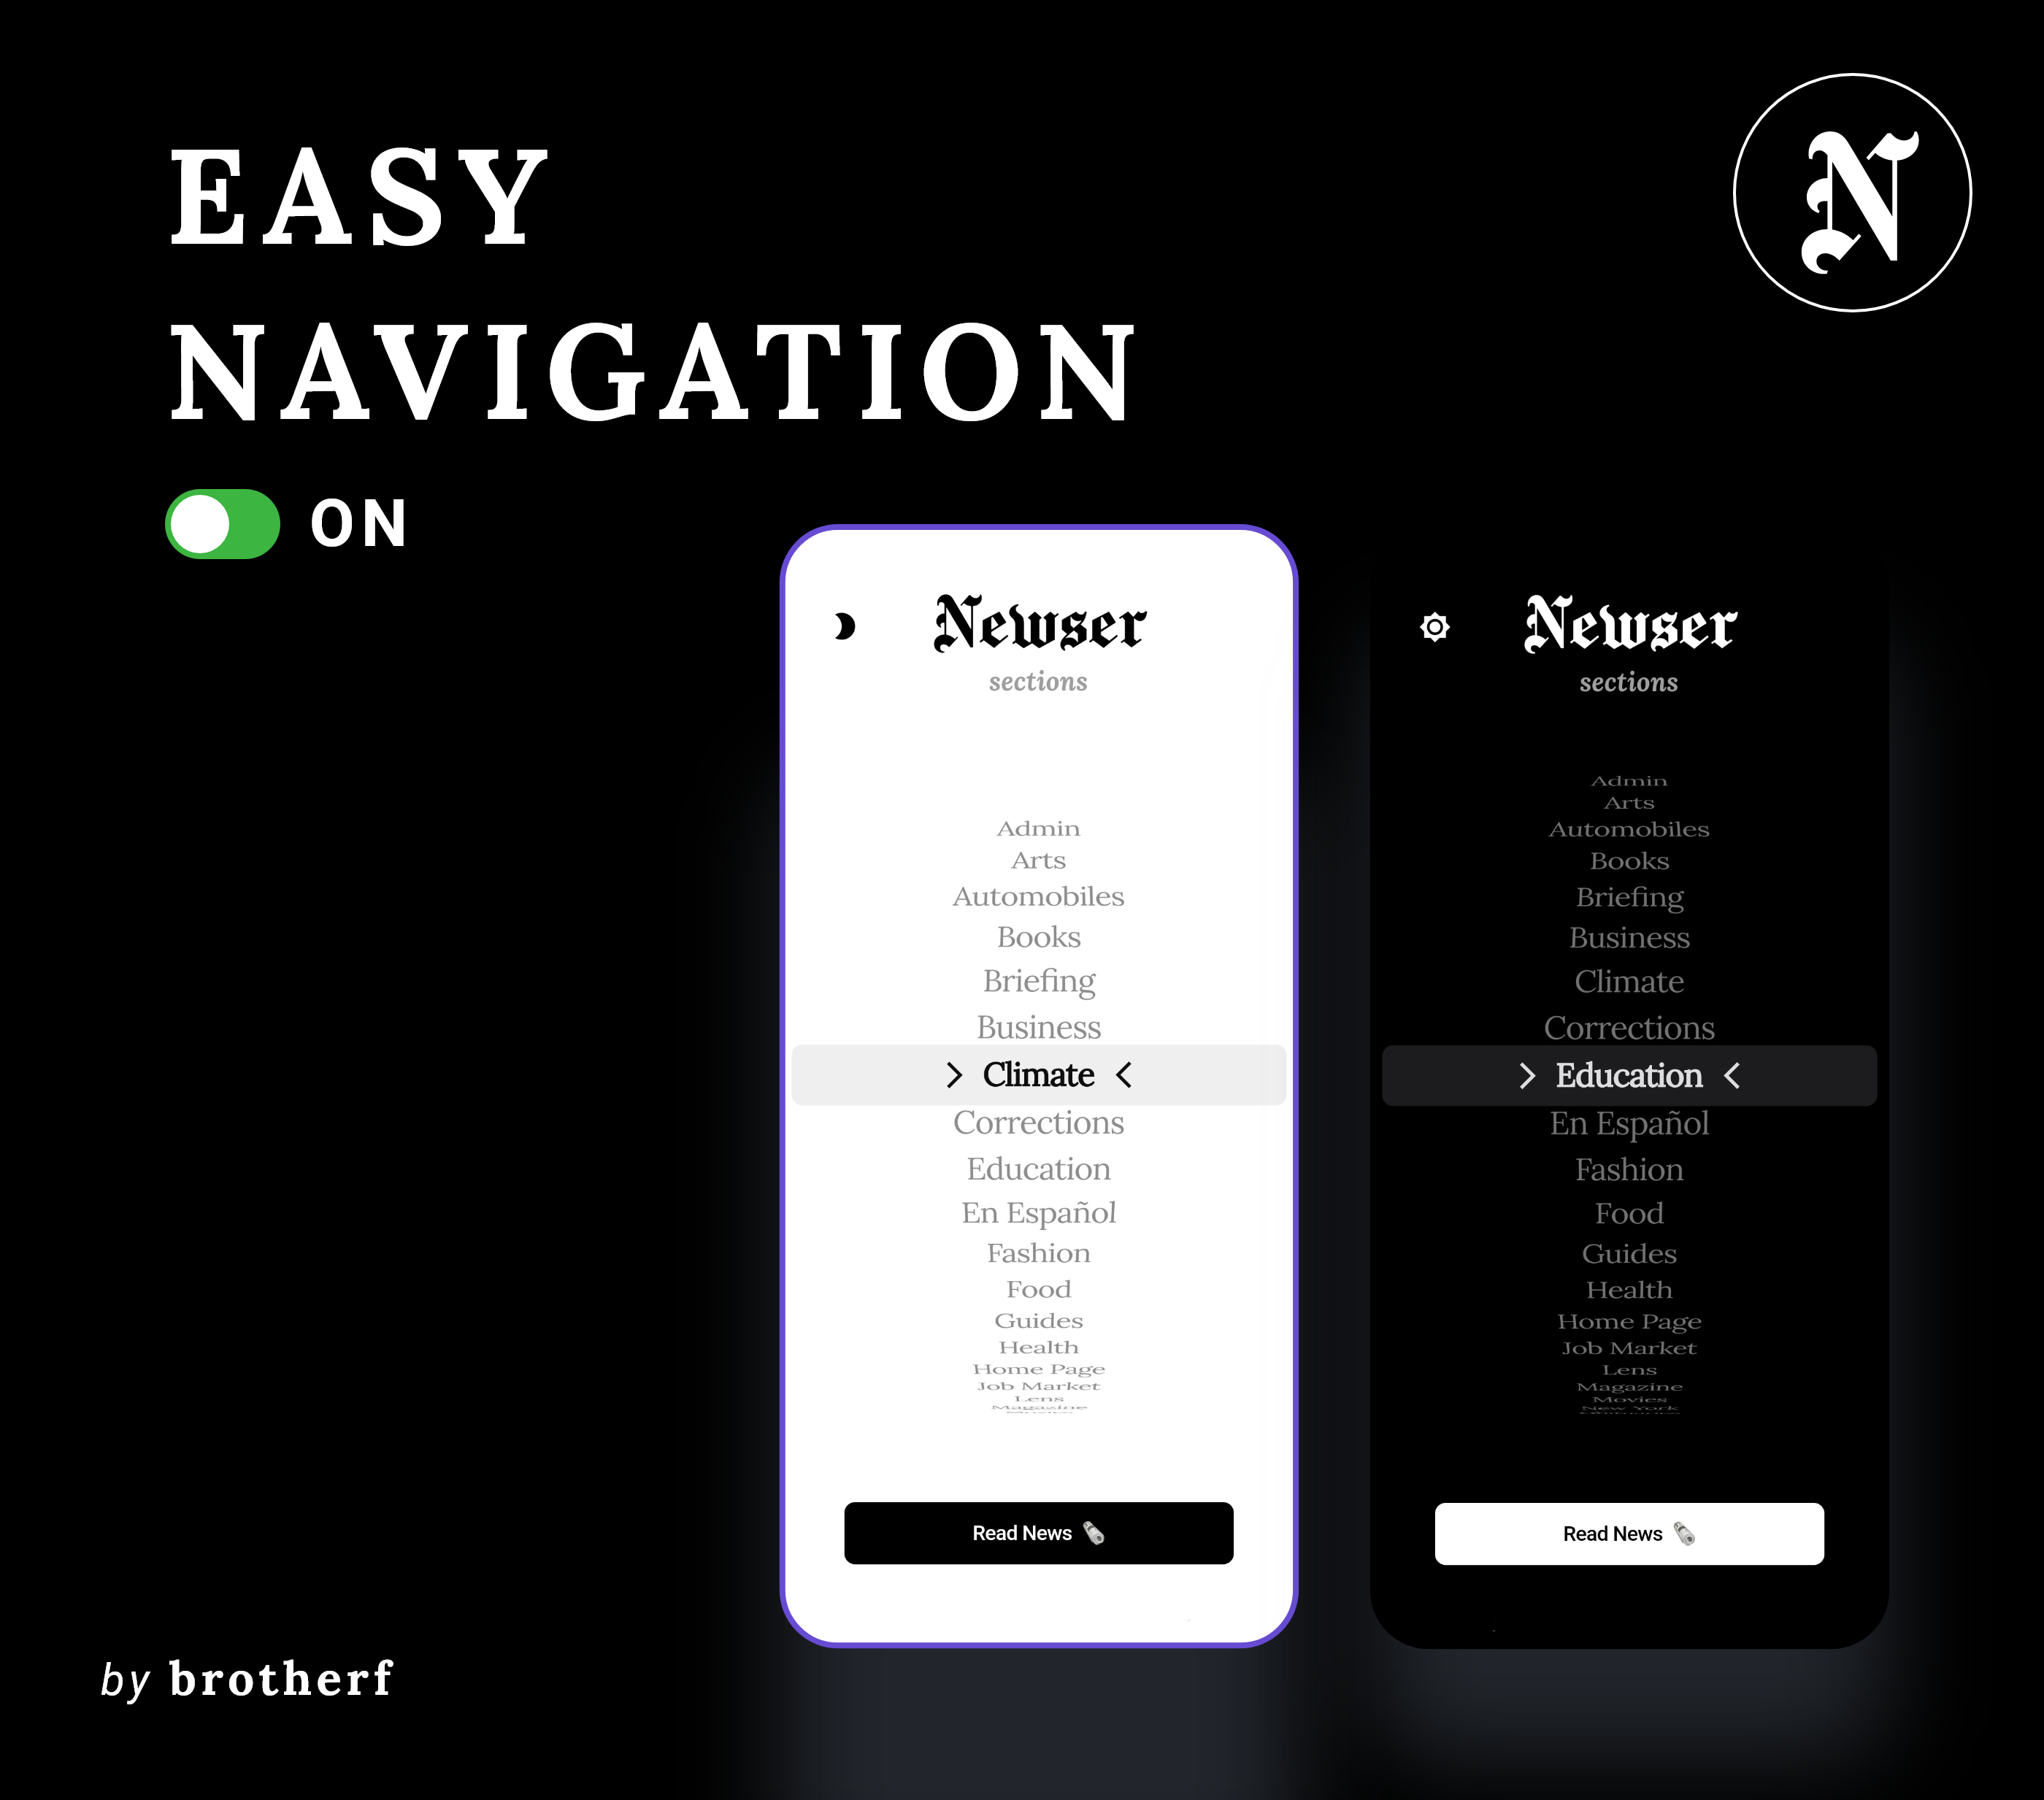 EASY
NAVIGATION
ON
N
Newser
sections
Admin
Arts
Automobiles
Books
Briefing
Business
Climate
Corrections
Education
En Español
Fashion
Food
Guides
Health
Home Page
Job Market
Lens
Magazine
Read News
Newser
sections
Admin
Arts
Automobiles
Books
Briefing
Business
Climate
Corrections
Education
En Español
Fashion
Food
Guides
Health
Home Page
Job Market
Lens
Magazine
Movies
New York
Read News
by brotherf